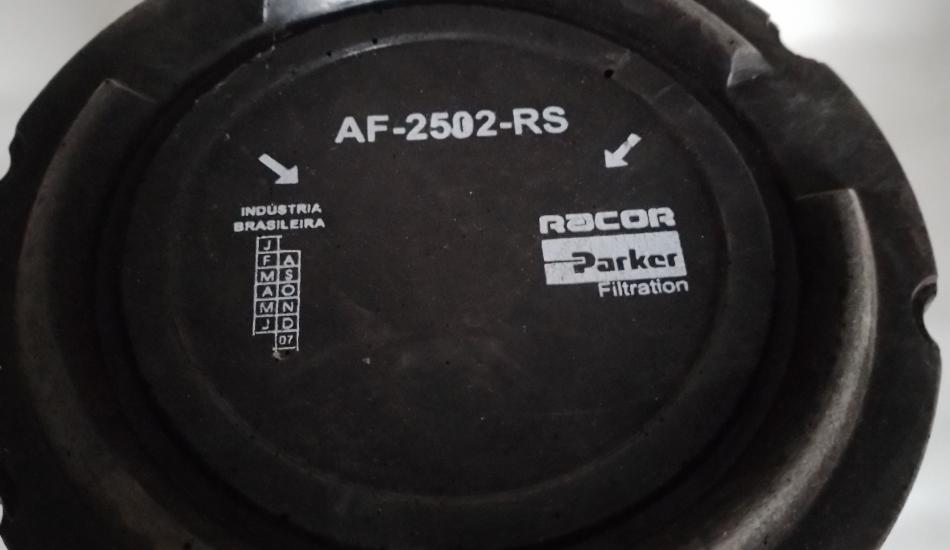 AF-2502-RS
INDÚSTRIA
BRASILEIRA
J
F A
M S
A O
M N
J D
07
RACOR
Parker
Filtration